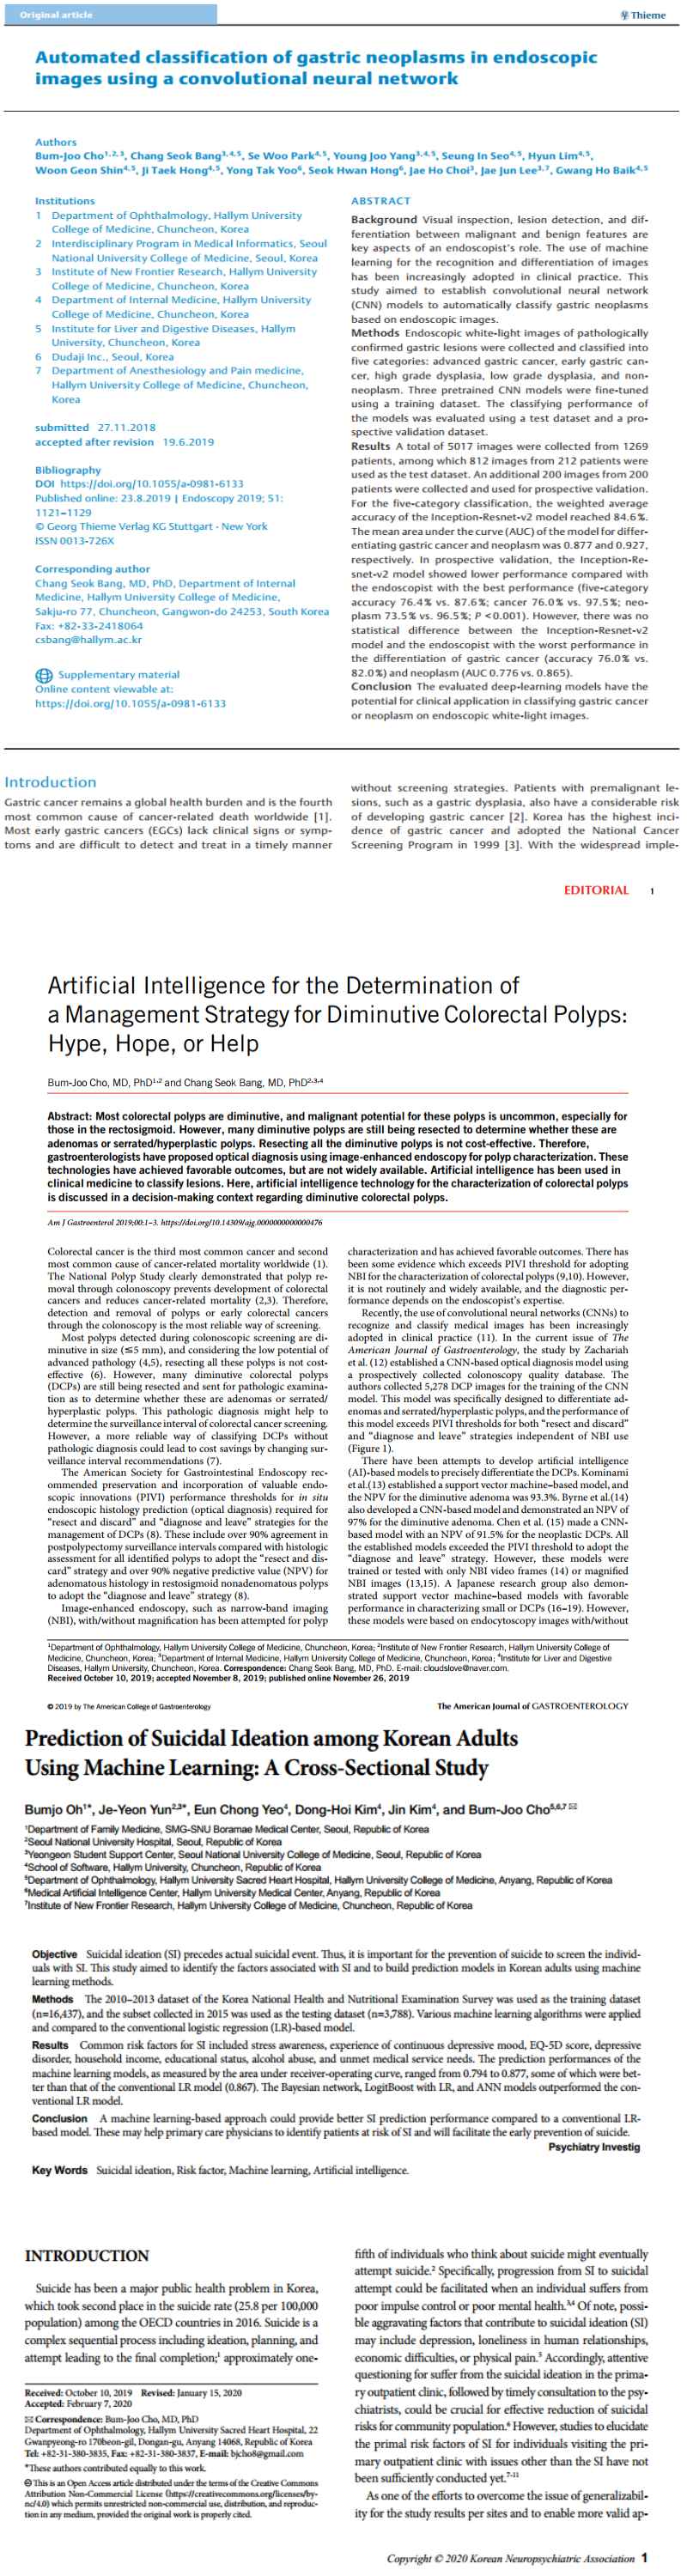 Original article
Thieme
Automated classification of gastric neoplasms in endoscopic
images using a convolutional neural network
Authors
Bum-Joo Cho1,2,3, Chang Seok Bang3,4,5, Se Woo Park4,5, Young Joo Yang3,4,5, Seung In Seo4,5, Hyun Lim4,5,
Woon Geon Shin4,5, Ji Taek Hong4,5, Yong Tak Yoo6, Seok Hwan Hong6, Jae Ho Choi3, Jae Jun Lee3,7, Gwang Ho Baik4,5
Institutions
1 Department of Ophthalmology, Hallym University
College of Medicine, Chuncheon, Korea
2 Interdisciplinary Program in Medical Informatics, Seoul
National University College of Medicine, Seoul, Korea
3 Institute of New Frontier Research, Hallym University
College of Medicine, Chuncheon, Korea
4 Department of Internal Medicine, Hallym University
College of Medicine, Chuncheon, Korea
5 Institute for Liver and Digestive Diseases, Hallym
University, Chuncheon, Korea
6 Dudaji Inc., Seoul, Korea
7 Department of Anesthesiology and Pain medicine,
Hallym University College of Medicine, Chuncheon,
Korea
submitted 27.11.2018
accepted after revision 19.6.2019
Bibliography
DOI https://doi.org/10.1055/a-0981-6133
Published online: 23.8.2019 | Endoscopy 2019; 51:
1121–1129
© Georg Thieme Verlag KG Stuttgart · New York
ISSN 0013-726X
Corresponding author
Chang Seok Bang, MD, PhD, Department of Internal
Medicine, Hallym University College of Medicine,
Sakju-ro 77, Chuncheon, Gangwon-do 24253, South Korea
Fax: +82-33-2418064
csbang@hallym.ac.kr
Supplementary material
Online content viewable at:
https://doi.org/10.1055/a-0981-6133
ABSTRACT
Background Visual inspection, lesion detection, and dif-
ferentiation between malignant and benign features are
key aspects of an endoscopist's role. The use of machine
learning for the recognition and differentiation of images
has been increasingly adopted in clinical practice. This
study aimed to establish convolutional neural network
(CNN) models to automatically classify gastric neoplasms
based on endoscopic images.
Methods Endoscopic white-light images of pathologically
confirmed gastric lesions were collected and classified into
five categories: advanced gastric cancer, early gastric can-
cer, high grade dysplasia, low grade dysplasia, and non-
neoplasm. Three pretrained CNN models were fine-tuned
using a training dataset. The classifying performance of
the models was evaluated using a test dataset and a pro-
spective validation dataset.
Results A total of 5017 images were collected from 1269
patients, among which 812 images from 212 patients were
used as the test dataset. An additional 200 images from 200
patients were collected and used for prospective validation.
For the five-category classification, the weighted average
accuracy of the Inception-Resnet-v2 model reached 84.6%.
The mean area under the curve (AUC) of the model for differ-
entiating gastric cancer and neoplasm was 0.877 and 0.927,
respectively. In prospective validation, the Inception-Re-
snet-v2 model showed lower performance compared with
the endoscopist with the best performance (five-category
accuracy 76.4% vs. 87.6%; cancer 76.0% vs. 97.5%; neo-
plasm 73.5% vs. 96.5%; P <0.001). However, there was no
statistical difference between the Inception-Resnet-v2
model and the endoscopist with the worst performance in
the differentiation of gastric cancer (accuracy 76.0% vs.
82.0%) and neoplasm (AUC 0.776 vs. 0.865).
Conclusion The evaluated deep-learning models have the
potential for clinical application in classifying gastric cancer
or neoplasm on endoscopic white-light images.
Introduction
Gastric cancer remains a global health burden and is the fourth
most common cause of cancer-related death worldwide [1].
Most early gastric cancers (EGCs) lack clinical signs or symp-
toms and are difficult to detect and treat in a timely manner
without screening strategies. Patients with premalignant le-
sions, such as a gastric dysplasia, also have a considerable risk
of developing gastric cancer [2]. Korea has the highest inci-
dence of gastric cancer and adopted the National Cancer
Screening Program in 1999 [3]. With the widespread imple-
EDITORIAL 1
Artificial Intelligence for the Determination of
a Management Strategy for Diminutive Colorectal Polyps:
Hype, Hope, or Help
Bum-Joo Cho, MD, PhD1,2 and Chang Seok Bang, MD, PhD2,3,4
Abstract: Most colorectal polyps are diminutive, and malignant potential for these polyps is uncommon, especially for
those in the rectosigmoid. However, many diminutive polyps are still being resected to determine whether these are
adenomas or serrated/hyperplastic polyps. Resecting all the diminutive polyps is not cost-effective. Therefore,
gastroenterologists have proposed optical diagnosis using image-enhanced endoscopy for polyp characterization. These
technologies have achieved favorable outcomes, but are not widely available. Artificial intelligence has been used in
clinical medicine to classify lesions. Here, artificial intelligence technology for the characterization of colorectal polyps
is discussed in a decision-making context regarding diminutive colorectal polyps.
Am J Gastroenterol 2019;00:1–3. https://doi.org/10.14309/ajg.0000000000000476
Colorectal cancer is the third most common cancer and second
most common cause of cancer-related mortality worldwide (1).
The National Polyp Study clearly demonstrated that polyp re-
moval through colonoscopy prevents development of colorectal
cancers and reduces cancer-related mortality (2,3). Therefore,
detection and removal of polyps or early colorectal cancers
through the colonoscopy is the most reliable way of screening.
Most polyps detected during colonoscopic screening are di-
minutive in size (≤5 mm), and considering the low potential of
advanced pathology (4,5), resecting all these polyps is not cost-
effective (6). However, many diminutive colorectal polyps
(DCPs) are still being resected and sent for pathologic examina-
tion as to determine whether these are adenomas or serrated/
hyperplastic polyps. This pathologic diagnosis might help to
determine the surveillance interval of colorectal cancer screening.
However, a more reliable way of classifying DCPs without
pathologic diagnosis could lead to cost savings by changing sur-
veillance interval recommendations (7).
The American Society for Gastrointestinal Endoscopy rec-
ommended preservation and incorporation of valuable endo-
scopic innovations (PIVI) performance thresholds for in situ
endoscopic histology prediction (optical diagnosis) required for
"resect and discard" and "diagnose and leave" strategies for the
management of DCPs (8). These include over 90% agreement in
postpolypectomy surveillance intervals compared with histologic
assessment for all identified polyps to adopt the "resect and dis-
card" strategy and over 90% negative predictive value (NPV) for
adenomatous histology in restosigmoid nonadenomatous polyps
to adopt the "diagnose and leave" strategy (8).
Image-enhanced endoscopy, such as narrow-band imaging
(NBI), with/without magnification has been attempted for polyp
characterization and has achieved favorable outcomes. There has
been some evidence which exceeds PIVI threshold for adopting
NBI for the characterization of colorectal polyps (9,10). However,
it is not routinely and widely available, and the diagnostic per-
formance depends on the endoscopist's expertise.
Recently, the use of convolutional neural networks (CNNs) to
recognize and classify medical images has been increasingly
adopted in clinical practice (11). In the current issue of The
American Journal of Gastroenterology, the study by Zachariah
et al. (12) established a CNN-based optical diagnosis model using
a prospectively collected colonoscopy quality database. The
authors collected 5,278 DCP images for the training of the CNN
model. This model was specifically designed to differentiate ad-
enomas and serrated/hyperplastic polyps, and the performance of
this model exceeds PIVI thresholds for both "resect and discard"
and "diagnose and leave" strategies independent of NBI use
(Figure 1).
There have been attempts to develop artificial intelligence
(AI)-based models to precisely differentiate the DCPs. Kominami
et al.(13) established a support vector machine–based model, and
the NPV for the diminutive adenoma was 93.3%. Byrne et al.(14)
also developed a CNN-based model and demonstrated an NPV of
97% for the diminutive adenoma. Chen et al. (15) made a CNN-
based model with an NPV of 91.5% for the neoplastic DCPs. All
the established models exceeded the PIVI threshold to adopt the
"diagnose and leave" strategy. However, these models were
trained or tested with only NBI video frames (14) or magnified
NBI images (13,15). A Japanese research group also demon-
strated support vector machine–based models with favorable
performance in characterizing small or DCPs (16–19). However,
these models were based on endocytoscopy images with/without
1Department of Ophthalmology, Hallym University College of Medicine, Chuncheon, Korea; 2Institute of New Frontier Research, Hallym University College of
Medicine, Chuncheon, Korea; 3Department of Internal Medicine, Hallym University College of Medicine, Chuncheon, Korea; 4Institute for Liver and Digestive
Diseases, Hallym University, Chuncheon, Korea. Correspondence: Chang Seok Bang, MD, PhD. E-mail: cloudslove@naver.com.
Received October 10, 2019; accepted November 8, 2019; published online November 26, 2019
© 2019 by The American College of Gastroenterology
The American Journal of GASTROENTEROLOGY
Prediction of Suicidal Ideation among Korean Adults
Using Machine Learning: A Cross-Sectional Study
Bumjo Oh1*, Je-Yeon Yun2,3*, Eun Chong Yeo4, Dong-Hoi Kim4, Jin Kim4, and Bum-Joo Cho5,6,7 ✉
1Department of Family Medicine, SMG-SNU Boramae Medical Center, Seoul, Republic of Korea
2Seoul National University Hospital, Seoul, Republic of Korea
3Yeongeon Student Support Center, Seoul National University College of Medicine, Seoul, Republic of Korea
4School of Software, Hallym University, Chuncheon, Republic of Korea
5Department of Ophthalmology, Hallym University Sacred Heart Hospital, Hallym University College of Medicine, Anyang, Republic of Korea
6Medical Artificial Intelligence Center, Hallym University Medical Center, Anyang, Republic of Korea
7Institute of New Frontier Research, Hallym University College of Medicine, Chuncheon, Republic of Korea
Objective Suicidal ideation (SI) precedes actual suicidal event. Thus, it is important for the prevention of suicide to screen the individ-
uals with SI. This study aimed to identify the factors associated with SI and to build prediction models in Korean adults using machine
learning methods.
Methods The 2010–2013 dataset of the Korea National Health and Nutritional Examination Survey was used as the training dataset
(n=16,437), and the subset collected in 2015 was used as the testing dataset (n=3,788). Various machine learning algorithms were applied
and compared to the conventional logistic regression (LR)-based model.
Results Common risk factors for SI included stress awareness, experience of continuous depressive mood, EQ-5D score, depressive
disorder, household income, educational status, alcohol abuse, and unmet medical service needs. The prediction performances of the
machine learning models, as measured by the area under receiver-operating curve, ranged from 0.794 to 0.877, some of which were bet-
ter than that of the conventional LR model (0.867). The Bayesian network, LogitBoost with LR, and ANN models outperformed the con-
ventional LR model.
Conclusion A machine learning-based approach could provide better SI prediction performance compared to a conventional LR-
based model. These may help primary care physicians to identify patients at risk of SI and will facilitate the early prevention of suicide.
Psychiatry Investig
Key Words Suicidal ideation, Risk factor, Machine learning, Artificial intelligence.
INTRODUCTION
Suicide has been a major public health problem in Korea,
which took second place in the suicide rate (25.8 per 100,000
population) among the OECD countries in 2016. Suicide is a
complex sequential process including ideation, planning, and
attempt leading to the final completion;1 approximately one-
Received: October 10, 2019 Revised: January 15, 2020
Accepted: February 7, 2020
✉ Correspondence: Bum-Joo Cho, MD, PhD
Department of Ophthalmology, Hallym University Sacred Heart Hospital, 22
Gwanpyeong-ro 170beon-gil, Dongan-gu, Anyang 14068, Republic of Korea
Tel: +82-31-380-3835, Fax: +82-31-380-3837, E-mail: bjcho8@gmail.com
*These authors contributed equally to this work.
This is an Open Access article distributed under the terms of the Creative Commons
Attribution Non-Commercial License (https://creativecommons.org/licenses/by-
nc/4.0) which permits unrestricted non-commercial use, distribution, and reproduc-
tion in any medium, provided the original work is properly cited.
fifth of individuals who think about suicide might eventually
attempt suicide.2 Specifically, progression from SI to suicidal
attempt could be facilitated when an individual suffers from
poor impulse control or poor mental health.3,4 Of note, possi-
ble aggravating factors that contribute to suicidal ideation (SI)
may include depression, loneliness in human relationships,
economic difficulties, or physical pain.5 Accordingly, attentive
questioning for suffer from the suicidal ideation in the prima-
ry outpatient clinic, followed by timely consultation to the psy-
chiatrists, could be crucial for effective reduction of suicidal
risks for community population.6 However, studies to elucidate
the primal risk factors of SI for individuals visiting the pri-
mary outpatient clinic with issues other than the SI have not
been sufficiently conducted yet.7-11
As one of the efforts to overcome the issue of generalizabil-
ity for the study results per sites and to enable more valid ap-
Copyright © 2020 Korean Neuropsychiatric Association 1